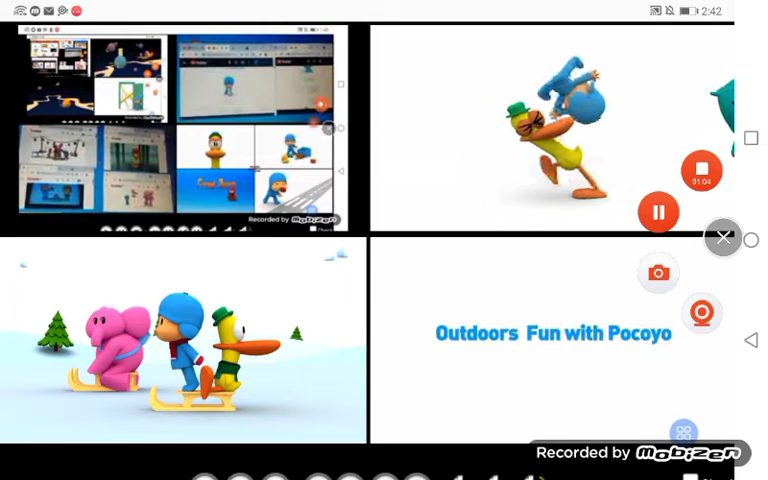 2:42
Recorded by Mobizen
01:04
Outdoors Fun with Pocoyo
Recorded by Mobizen